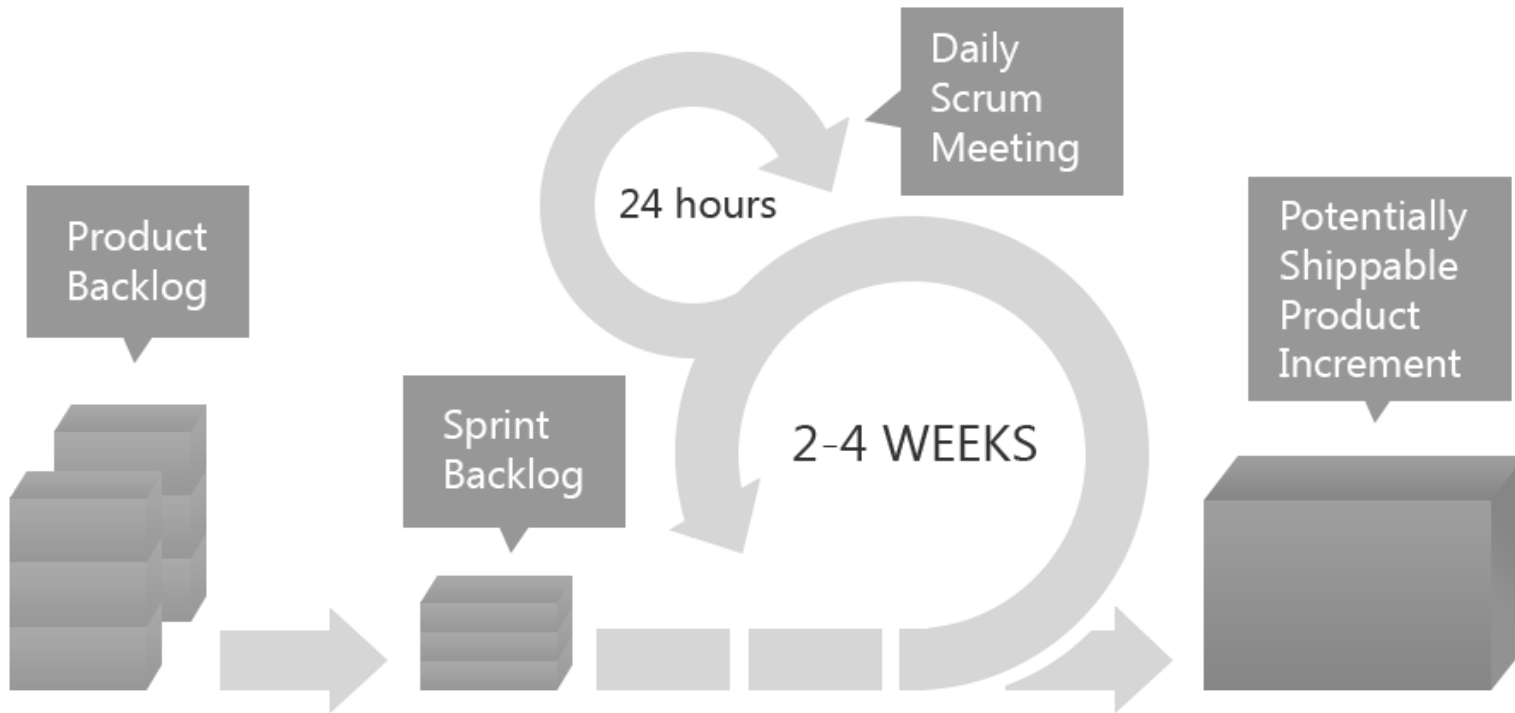 Product
Backlog
Sprint
Backlog
24 hours
Daily
Scrum
Meeting
2-4 WEEKS
Potentially
Shippable
Product
Increment